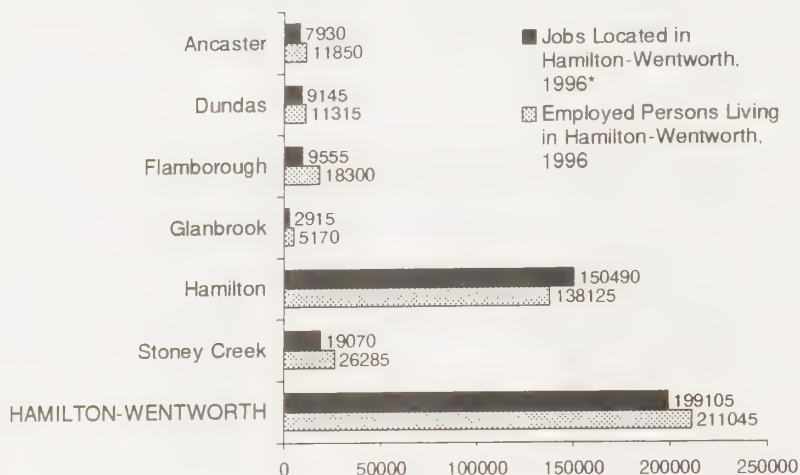 Ancaster
7930
11850
Dundas
9145
11315
Flamborough
9555
18300
Glanbrook
2915
5170
Hamilton
150490
138125
Stoney Creek
19070
26285
HAMILTON-WENTWORTH
199105
211045
0 50000 100000 150000 200000 250000
Jobs Located in
Hamilton-Wentworth,
1996*
Employed Persons Living
in Hamilton-Wentworth,
1996